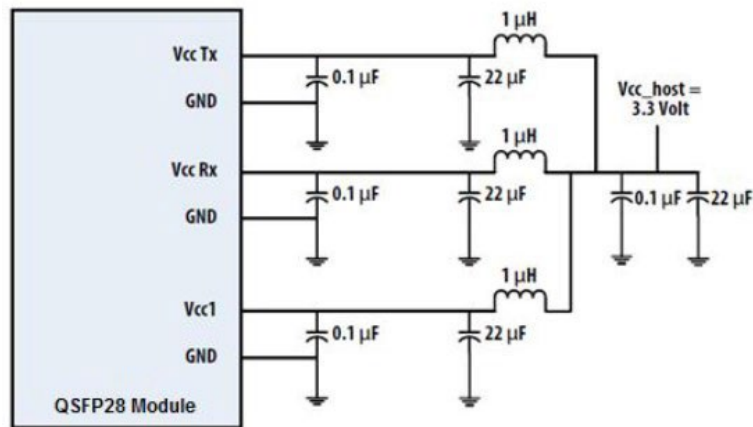 1 µH
Vcc Tx
0.1 µF
22 µF
GND
Vcc_host =
3.3 Volt
1 µH
Vcc Rx
0.1 µF
22 µF
0.1 µF
22 µF
GND
1 µH
Vcc1
0.1 µF
22 µF
GND
QSFP28 Module